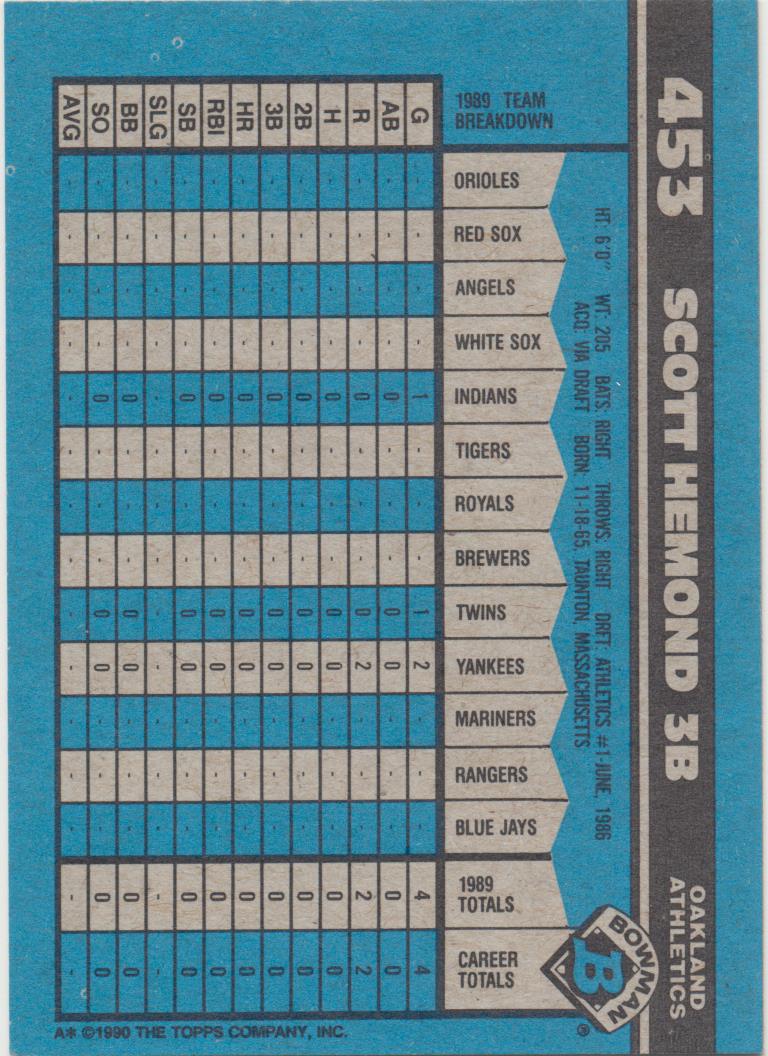 453 SCOTT HEMOND 3B
OAKLAND
ATHLETICS
HT: 6'0" WT: 205 BATS: RIGHT THROWS: RIGHT DRFT: ATHLETICS #1-JUNE, 1986
ACQ: VIA DRAFT BORN: 11-18-65, TAUNTON, MASSACHUSETTS
BOWMAN
B
1989 TEAM
BREAKDOWN
G AB R H 2B 3B HR RBI SB SLG BB SO AVG
ORIOLES - - - - - - - - - - - - -
RED SOX - - - - - - - - - - - - -
ANGELS - - - - - - - - - - - - -
WHITE SOX - - - - - - - - - - - - -
INDIANS 1 0 0 0 0 0 0 0 0 - 0 0 -
TIGERS - - - - - - - - - - - - -
ROYALS - - - - - - - - - - - - -
BREWERS - - - - - - - - - - - - -
TWINS 1 0 0 0 0 0 0 0 0 - 0 0 -
YANKEES 2 0 2 0 0 0 0 0 0 - 0 0 -
MARINERS - - - - - - - - - - - - -
RANGERS - - - - - - - - - - - - -
BLUE JAYS - - - - - - - - - - - - -
1989
TOTALS 4 0 2 0 0 0 0 0 0 - 0 0 -
CAREER
TOTALS 4 0 2 0 0 0 0 0 0 - 0 0 -
A* ©1990 THE TOPPS COMPANY, INC.